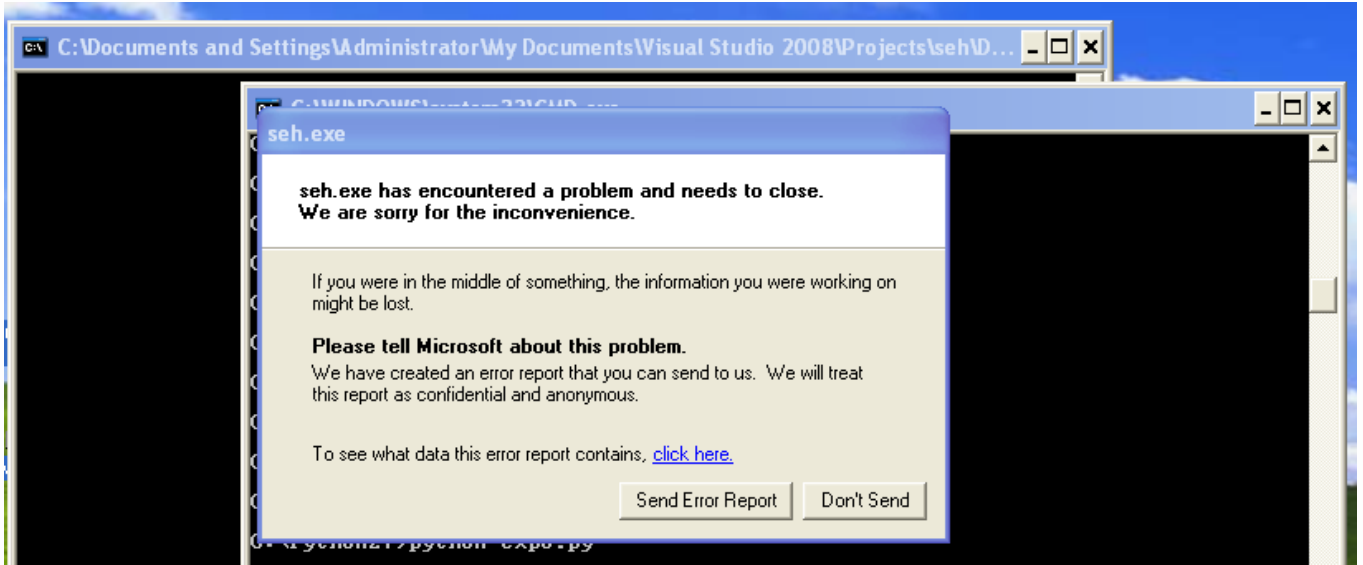 C:\Documents and Settings\Administrator\My Documents\Visual Studio 2008\Projects\seh\D...
seh.exe
seh.exe has encountered a problem and needs to close.
We are sorry for the inconvenience.
If you were in the middle of something, the information you were working on
might be lost.
Please tell Microsoft about this problem.
We have created an error report that you can send to us. We will treat
this report as confidential and anonymous.
To see what data this error report contains, click here.
Send Error Report
Don't Send